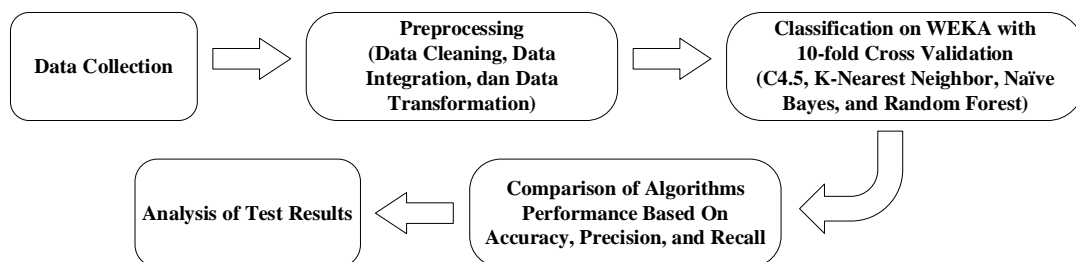 Data Collection
Preprocessing
(Data Cleaning, Data
Integration, dan Data
Transformation)
Classification on WEKA with
10-fold Cross Validation
(C4.5, K-Nearest Neighbor, Naïve
Bayes, and Random Forest)
Comparison of Algorithms
Performance Based On
Accuracy, Precision, and Recall
Analysis of Test Results